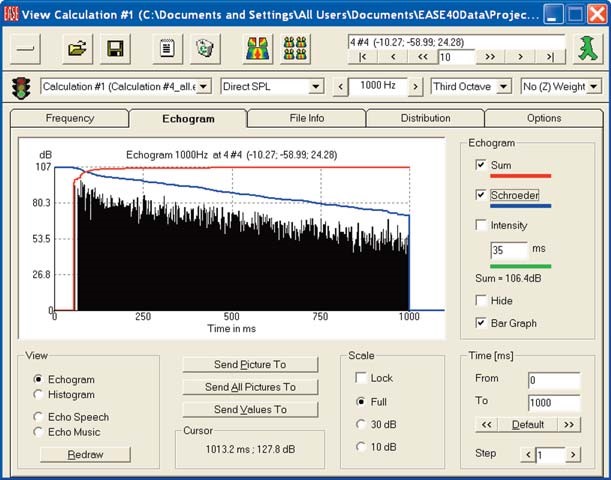 EASE View Calculation #1 (C:\Documents and Settings\All Users\Documents\EASE40Data\Projec...
4 #4 (-10.27; -58.99; 24.28)
|< < << 10 >> > >|
Calculation #1 (Calculation #4_all.e Direct SPL < 1000 Hz > Third Octave No (Z) Weight
Frequency Echogram File Info Distribution Options
dB Echogram 1000Hz at 4 #4 (-10.27; -58.99; 24.28)
107
80.3
53.5
26.8
0
0 250 500 750 1000
Time in ms
Echogram
Sum
Schroeder
Intensity
35 ms
Sum = 106.4dB
Hide
Bar Graph
View
Echogram
Histogram
Echo Speech
Echo Music
Redraw
Send Picture To
Send All Pictures To
Send Values To
Cursor
1013.2 ms ; 127.8 dB
Scale
Lock
Full
30 dB
10 dB
Time [ms]
From 0
To 1000
<< Default >>
Step < 1 >